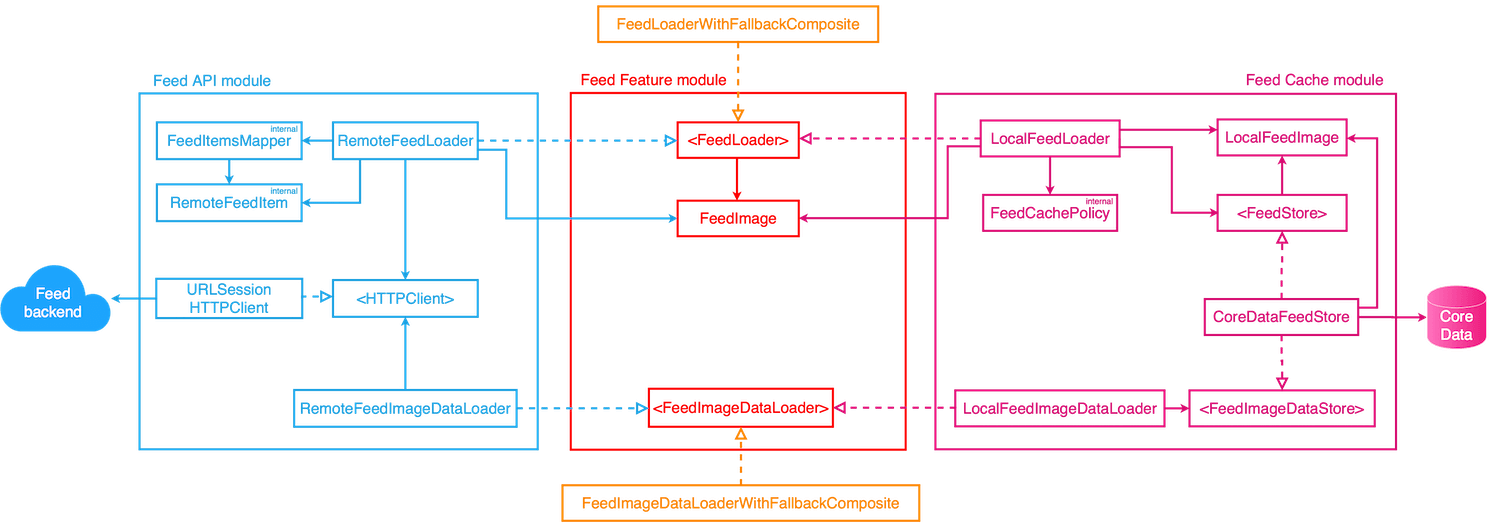 FeedLoaderWithFallbackComposite
Feed API module
Feed Feature module
Feed Cache module
internal
FeedItemsMapper
RemoteFeedLoader
<FeedLoader>
LocalFeedLoader
LocalFeedImage
internal
RemoteFeedItem
FeedImage
internal
FeedCachePolicy
<FeedStore>
Feed
backend
URLSession
HTTPClient
<HTTPClient>
CoreDataFeedStore
Core
Data
RemoteFeedImageDataLoader
<FeedImageDataLoader>
LocalFeedImageDataLoader
<FeedImageDataStore>
FeedImageDataLoaderWithFallbackComposite